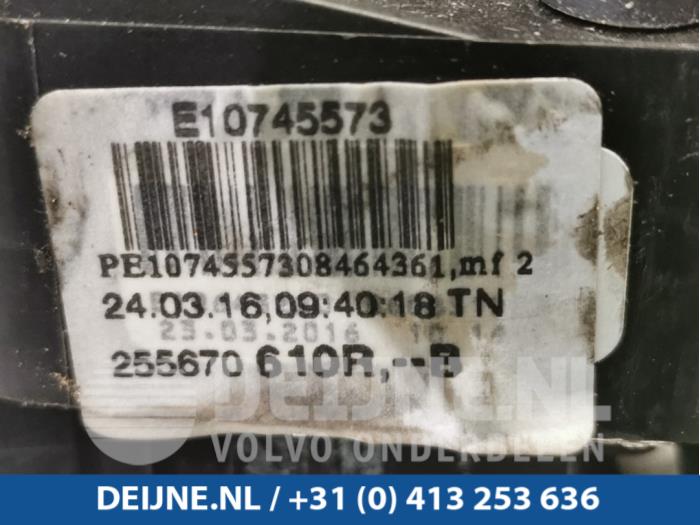 E10745573
PE1074557308464361,mf 2
24.03.16,09:40:18 TN
23.03.2016
255670 610R,--B
DEIJNE.NL
VOLVO ONDERDELEN
DEIJNE.NL / +31 (0) 413 253 636